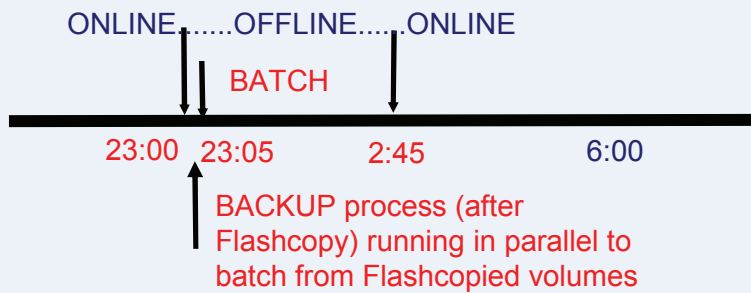 ONLINE.......OFFLINE......ONLINE
BATCH
23:00 23:05 2:45 6:00
BACKUP process (after
Flashcopy) running in parallel to
batch from Flashcopied volumes